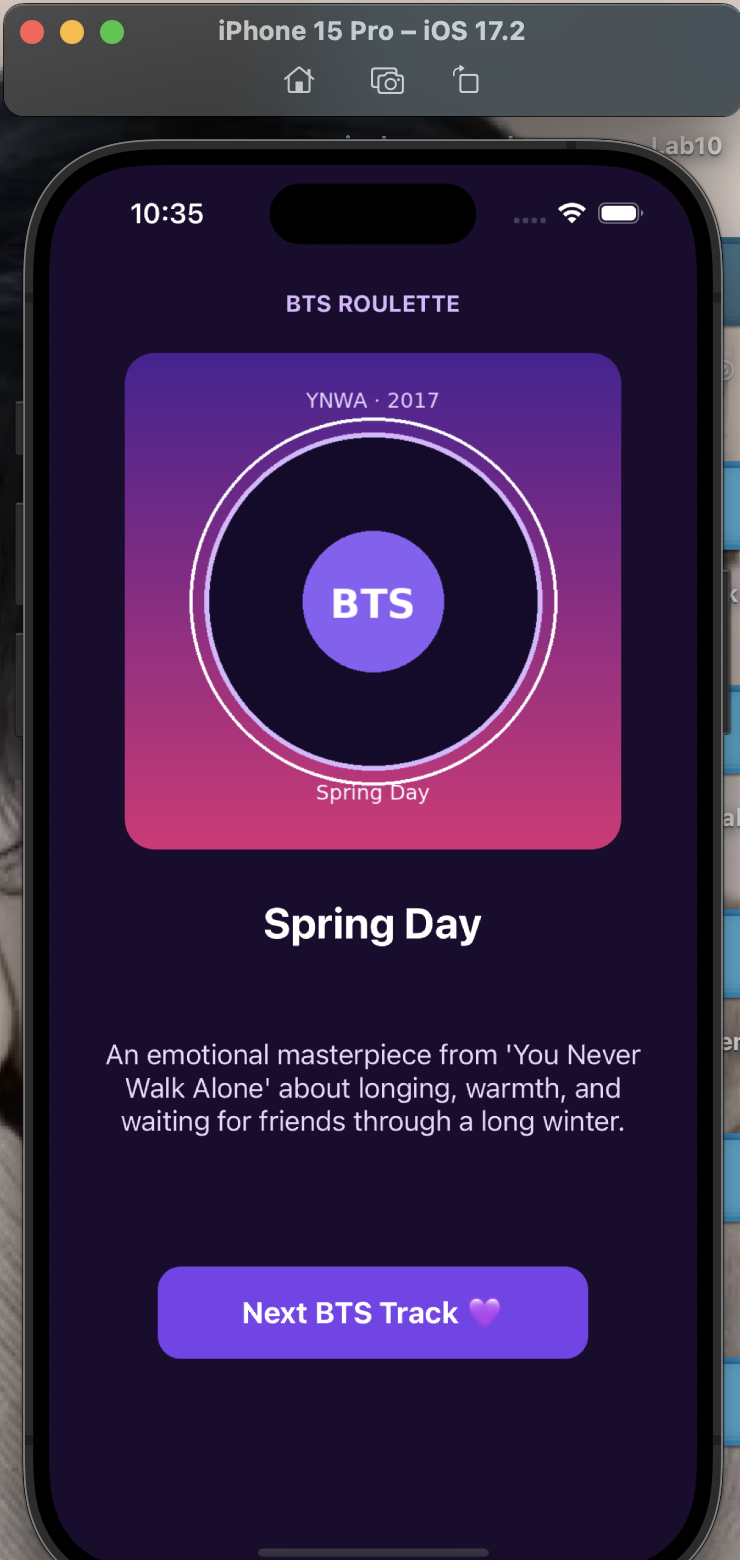 iPhone 15 Pro – iOS 17.2
Lab10
10:35
BTS ROULETTE
YNWA · 2017
BTS
Spring Day
Spring Day
An emotional masterpiece from 'You Never
Walk Alone' about longing, warmth, and
waiting for friends through a long winter.
Next BTS Track 💜